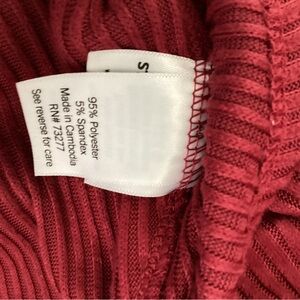 95% Polyester
5% Spandex
Made in Cambodia
RN# 73277
See reverse for care